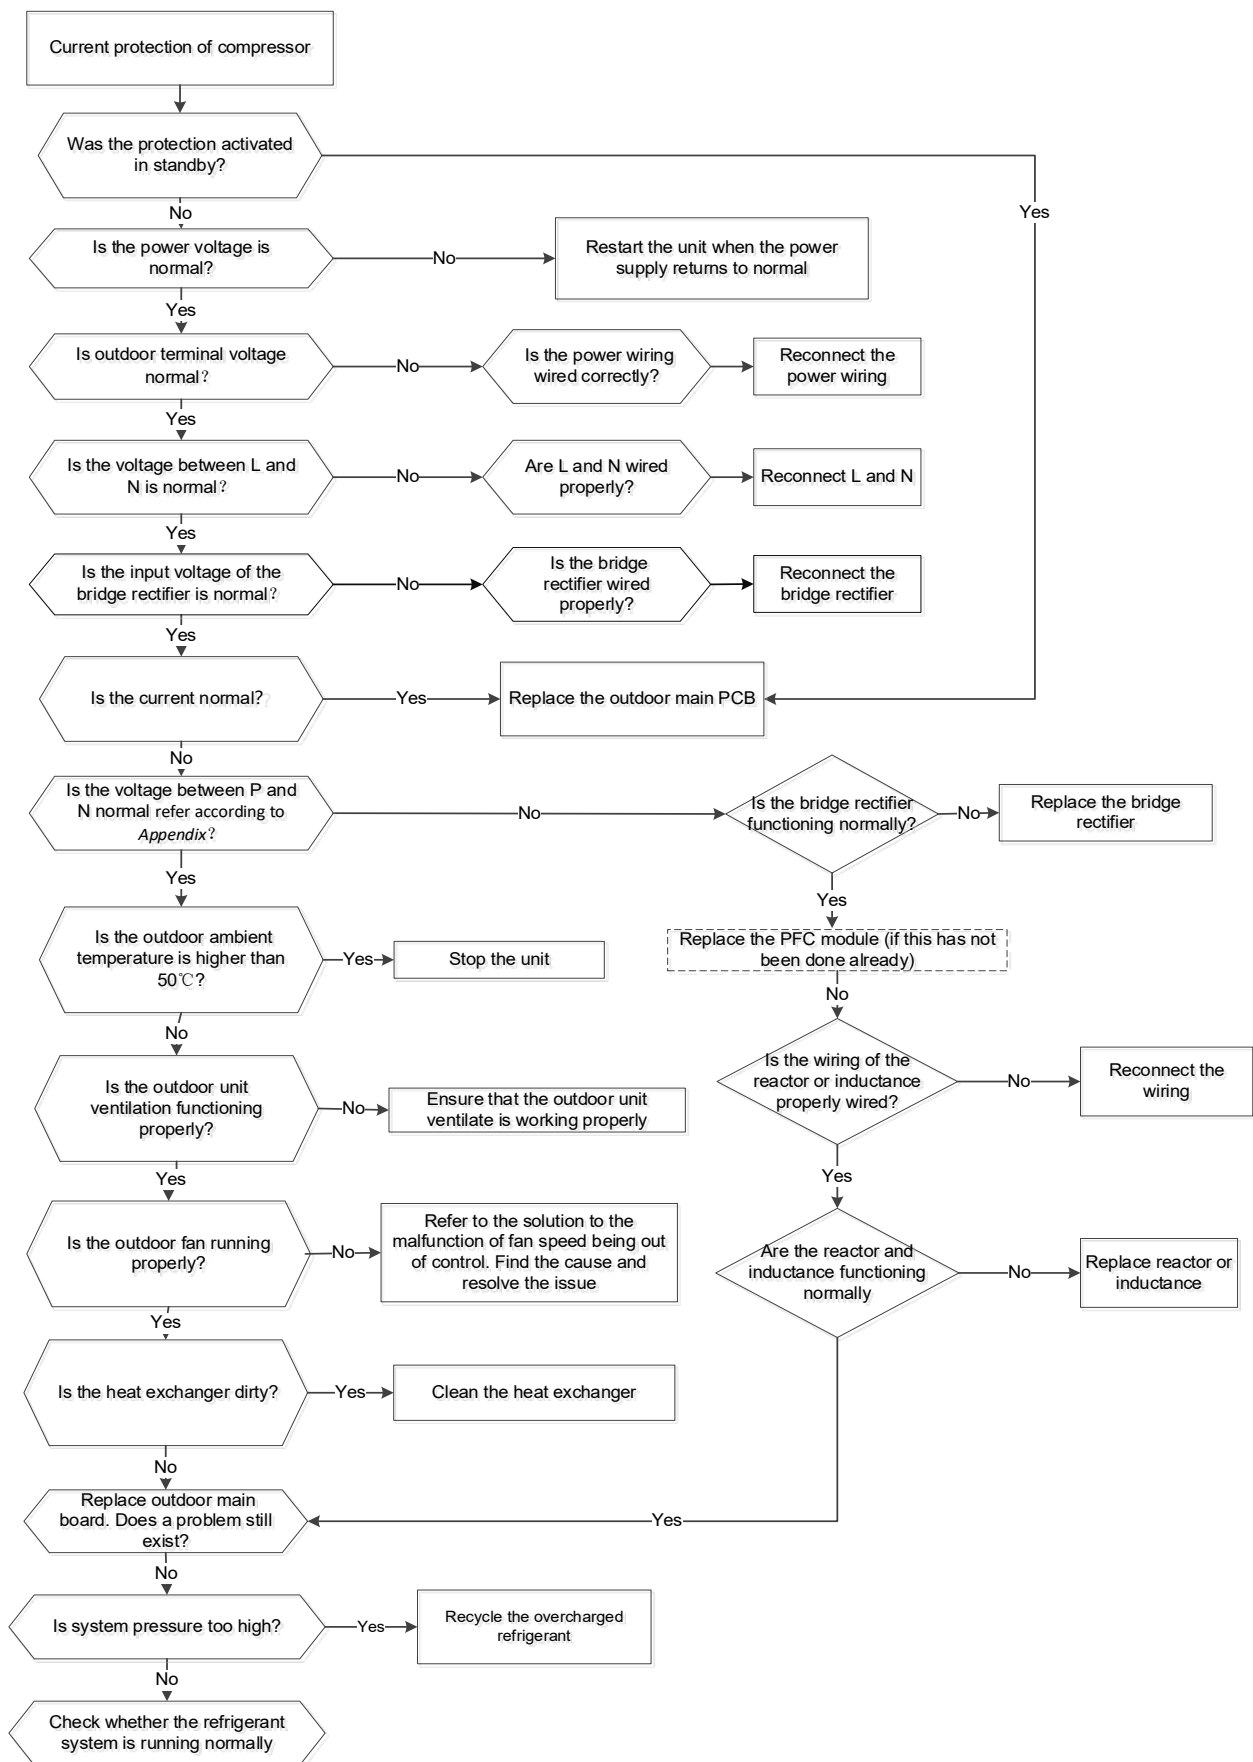 Current protection of compressor
Was the protection activated
in standby?
Yes
No
Is the power voltage is
normal?
No
Restart the unit when the power
supply returns to normal
Yes
Is outdoor terminal voltage
normal?
No
Is the power wiring
wired correctly?
Reconnect the
power wiring
Yes
Is the voltage between L and
N is normal?
No
Are L and N wired
properly?
Reconnect L and N
Yes
Is the input voltage of the
bridge rectifier is normal?
No
Is the bridge
rectifier wired
properly?
Reconnect the
bridge rectifier
Yes
Is the current normal?
Yes
Replace the outdoor main PCB
No
Is the voltage between P and
N normal refer according to
Appendix?
No
Is the bridge rectifier
functioning normally?
No
Replace the bridge
rectifier
Yes
Yes
Is the outdoor ambient
temperature is higher than
50℃?
Yes
Stop the unit
Replace the PFC module (if this has not
been done already)
No
No
Is the outdoor unit
ventilation functioning
properly?
No
Ensure that the outdoor unit
ventilate is working properly
Is the wiring of the
reactor or inductance
properly wired?
No
Reconnect the
wiring
Yes
Yes
Is the outdoor fan running
properly?
No
Refer to the solution to the
malfunction of fan speed being out
of control. Find the cause and
resolve the issue
Are the reactor and
inductance functioning
normally
No
Replace reactor or
inductance
Yes
Is the heat exchanger dirty?
Yes
Clean the heat exchanger
No
Replace outdoor main
board. Does a problem still
exist?
Yes
No
Is system pressure too high?
Yes
Recycle the overcharged
refrigerant
No
Check whether the refrigerant
system is running normally